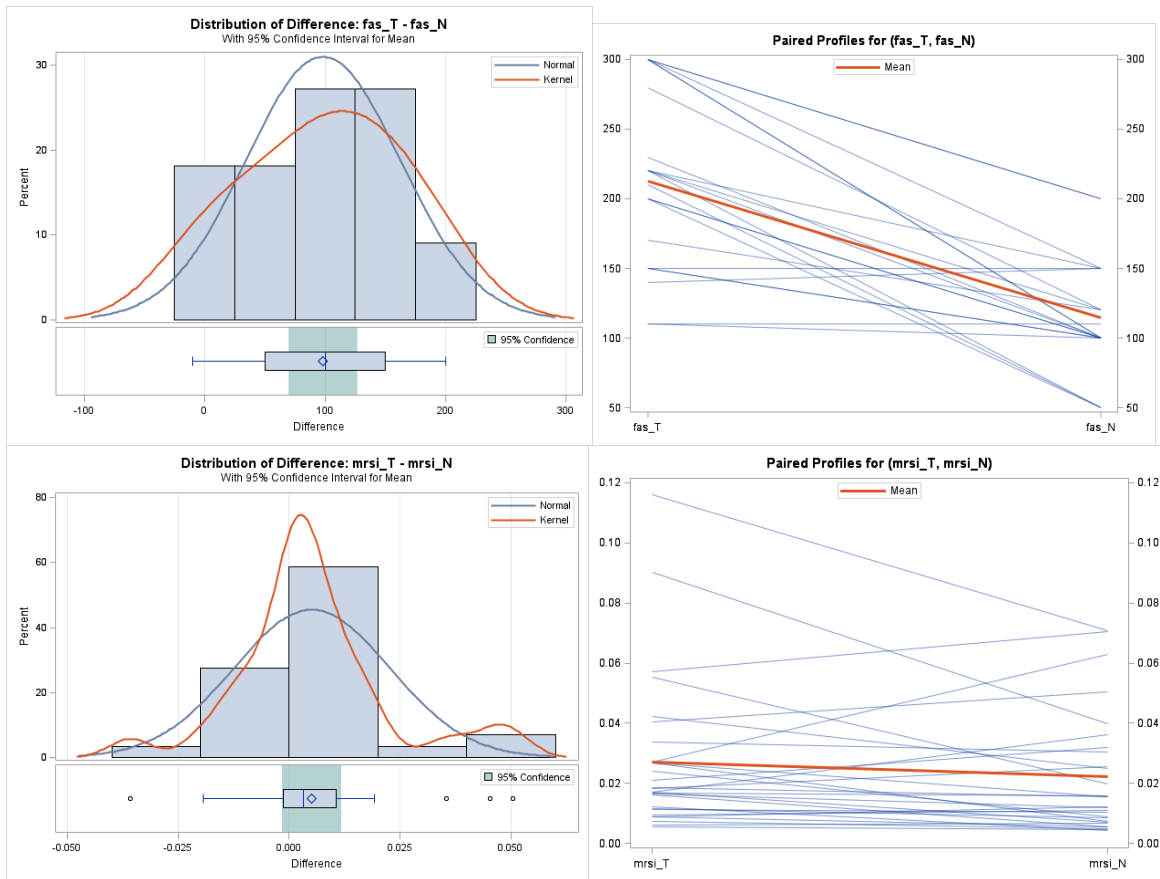 Distribution of Difference: fas_T - fas_N
With 95% Confidence Interval for Mean
Percent
30
20
10
0
Normal
Kernel
95% Confidence
-100
0
100
200
300
Difference
Paired Profiles for (fas_T, fas_N)
Mean
300
250
200
150
100
50
300
250
200
150
100
50
fas_T
fas_N
Distribution of Difference: mrsi_T - mrsi_N
With 95% Confidence Interval for Mean
Percent
80
60
40
20
0
Normal
Kernel
95% Confidence
-0.050
-0.025
0.000
0.025
0.050
Difference
Paired Profiles for (mrsi_T, mrsi_N)
Mean
0.12
0.10
0.08
0.06
0.04
0.02
0.00
0.12
0.10
0.08
0.06
0.04
0.02
0.00
mrsi_T
mrsi_N